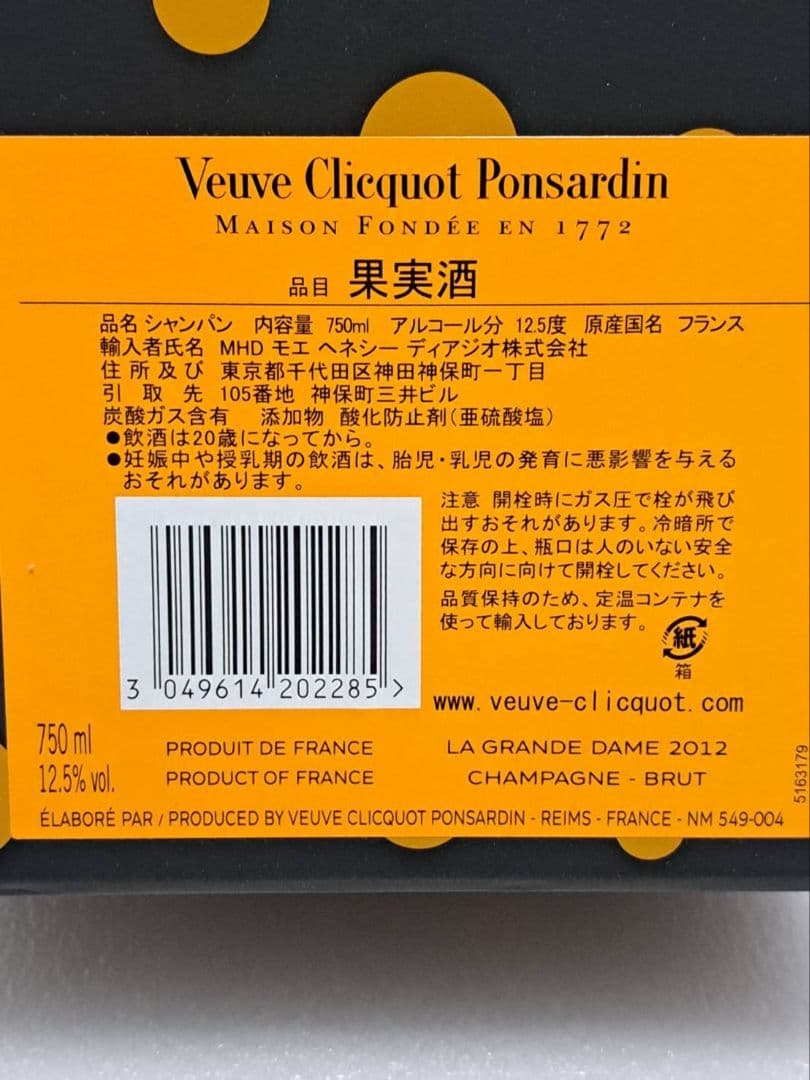 Veuve Clicquot Ponsardin
MAISON FONDÉE EN 1772
品目 果実酒
品名 シャンパン 内容量 750ml アルコール分 12.5度 原産国名 フランス
輸入者氏名 MHD モエ ヘネシー ディアジオ株式会社
住所及び 東京都千代田区神田神保町一丁目
引取先 105番地 神保町三井ビル
炭酸ガス含有 添加物 酸化防止剤(亜硫酸塩)
●飲酒は20歳になってから。
●妊娠中や授乳期の飲酒は、胎児・乳児の発育に悪影響を与える
おそれがあります。
注意 開栓時にガス圧で栓が飛び
出すおそれがあります。冷暗所で
保存の上、瓶口は人のいない安全
な方向に向けて開栓してください。
品質保持のため、定温コンテナを
使って輸入しております。
紙
箱
3 049614 202285 >
www.veuve-clicquot.com
750 ml
12.5% vol.
PRODUIT DE FRANCE
PRODUCT OF FRANCE
LA GRANDE DAME 2012
CHAMPAGNE - BRUT
5163179
ÉLABORÉ PAR / PRODUCED BY VEUVE CLICQUOT PONSARDIN - REIMS - FRANCE - NM 549-004